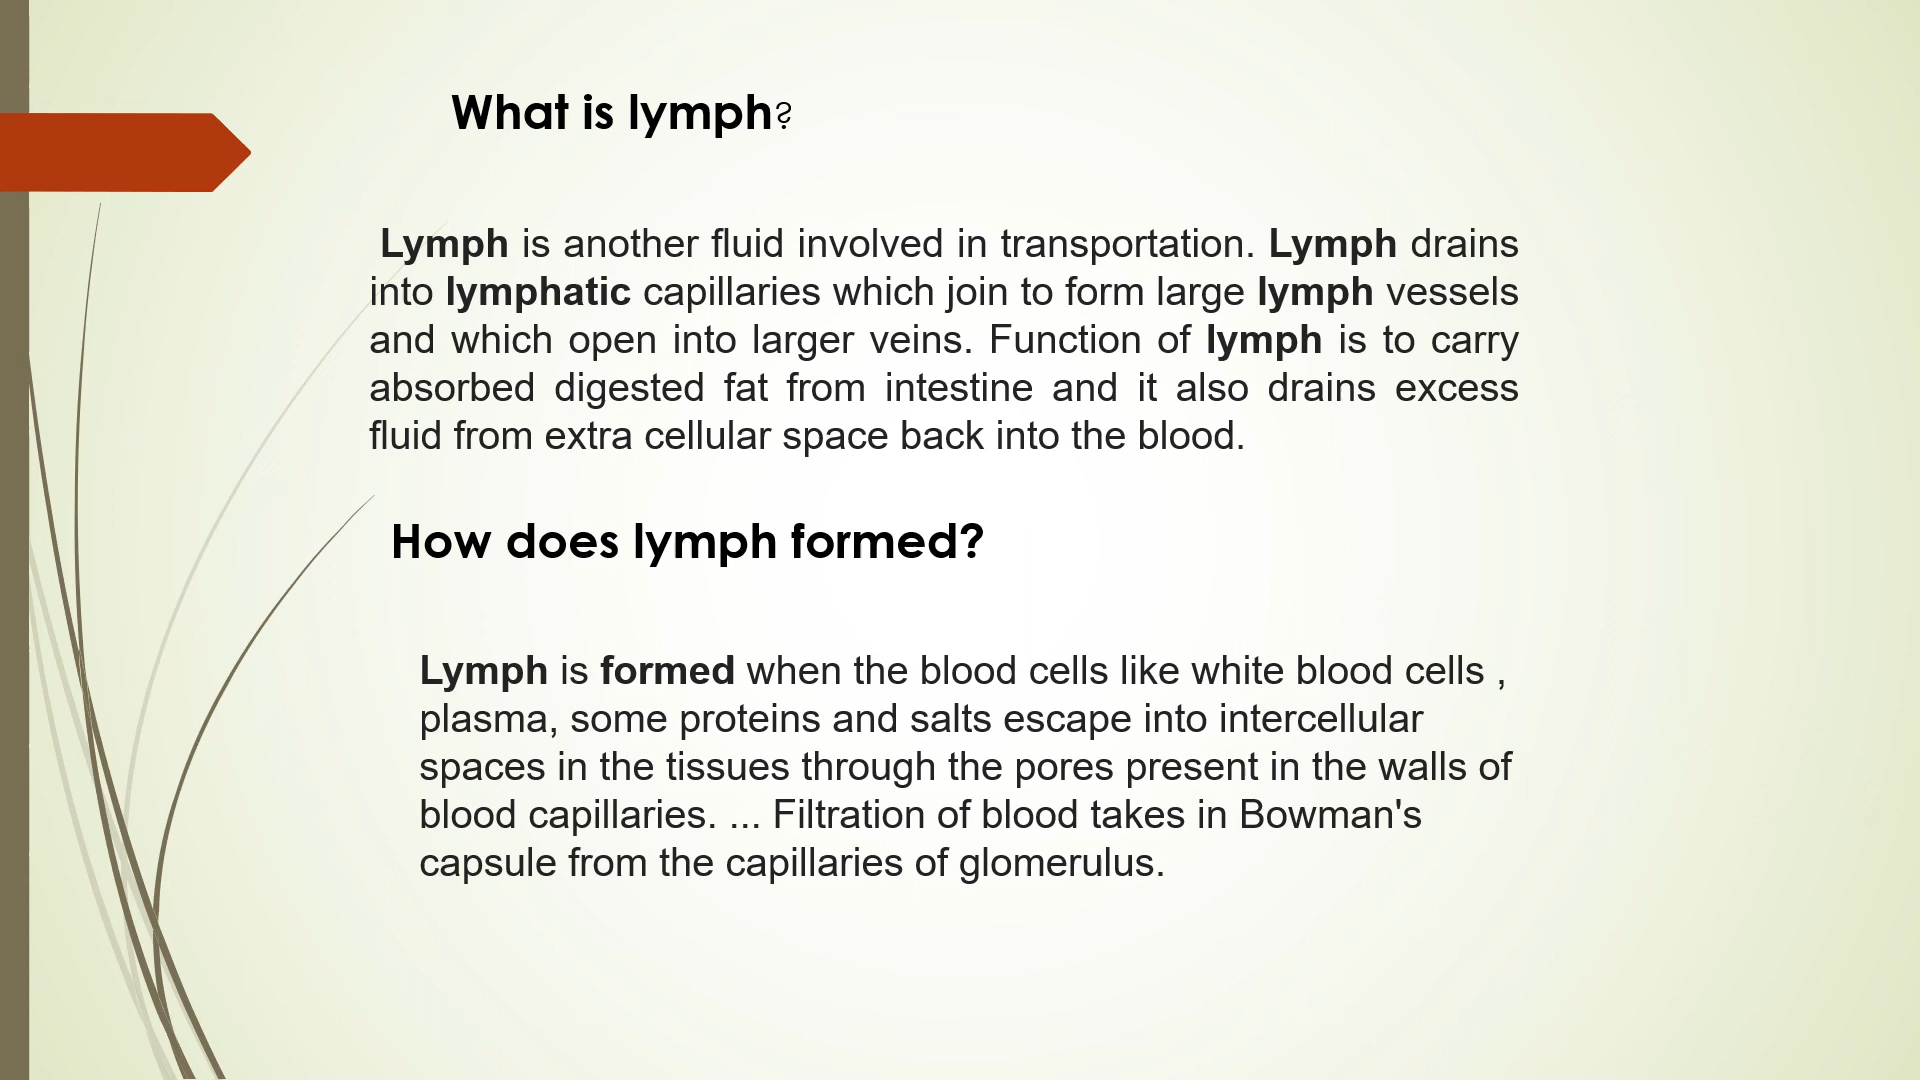 What is lymph?
Lymph is another fluid involved in transportation. Lymph drains
into lymphatic capillaries which join to form large lymph vessels
and which open into larger veins. Function of lymph is to carry
absorbed digested fat from intestine and it also drains excess
fluid from extra cellular space back into the blood.
How does lymph formed?
Lymph is formed when the blood cells like white blood cells ,
plasma, some proteins and salts escape into intercellular
spaces in the tissues through the pores present in the walls of
blood capillaries. ... Filtration of blood takes in Bowman's
capsule from the capillaries of glomerulus.